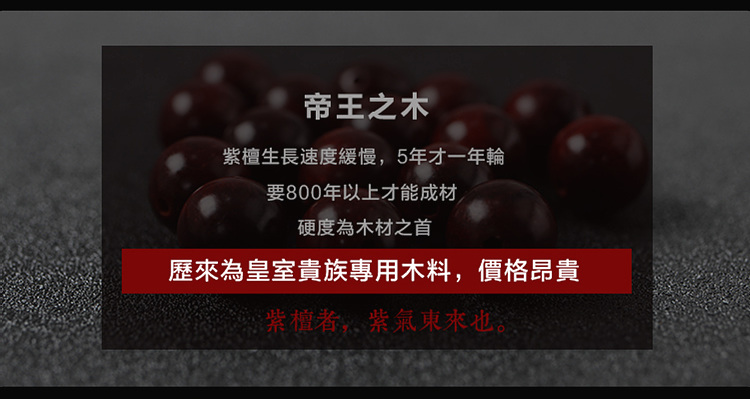 帝王之木
紫檀生長速度緩慢，5年才一年輪
要800年以上才能成材
硬度為木材之首
歷來為皇室貴族專用木料，價格昂貴
紫檀者，紫氣東來也。